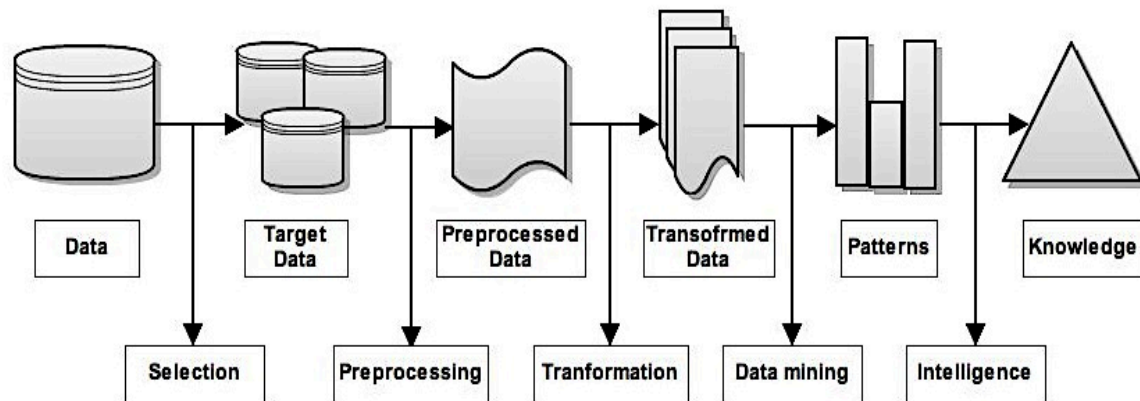 Data
Target
Data
Preprocessed
Data
Transofrmed
Data
Patterns
Knowledge
Selection
Preprocessing
Tranformation
Data mining
Intelligence